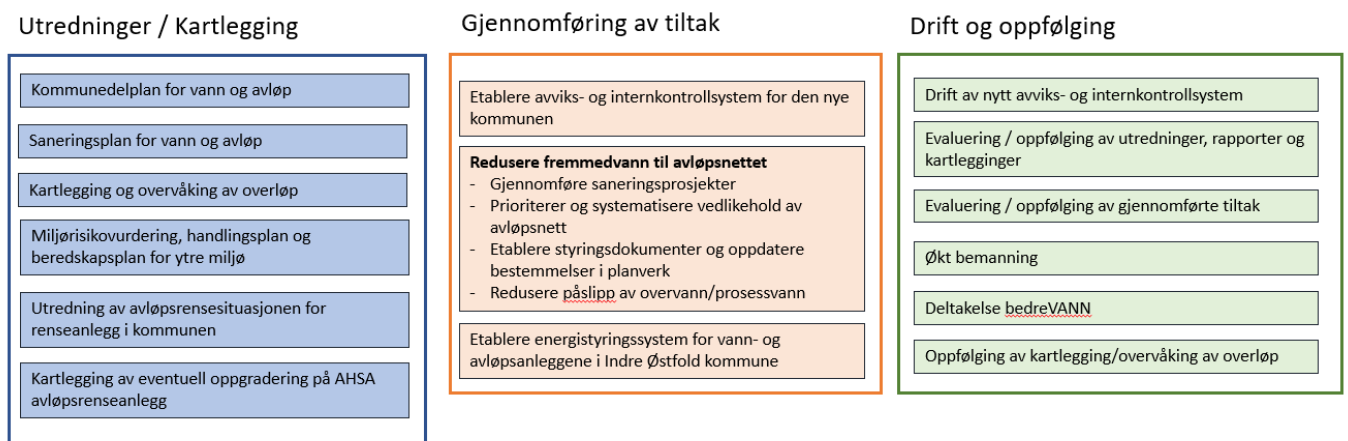 Utredninger / Kartlegging
Kommunedelplan for vann og avløp
Saneringsplan for vann og avløp
Kartlegging og overvåking av overløp
Miljørisikovurdering, handlingsplan og
beredskapsplan for ytre miljø
Utredning av avløpsrensesituasjonen for
renseanlegg i kommunen
Kartlegging av eventuell oppgradering på AHSA
avløpsrenseanlegg
Gjennomføring av tiltak
Etablere avviks- og internkontrollsystem for den nye
kommunen
Redusere fremmedvann til avløpsnettet
- Gjennomføre saneringsprosjekter
- Prioriterer og systematisere vedlikehold av
avløpsnett
- Etablere styringsdokumenter og oppdatere
bestemmelser i planverk
- Redusere påslipp av overvann/prosessvann
Etablere energistyringssystem for vann- og
avløpsanleggene i Indre Østfold kommune
Drift og oppfølging
Drift av nytt avviks- og internkontrollsystem
Evaluering / oppfølging av utredninger, rapporter og
kartlegginger
Evaluering / oppfølging av gjennomførte tiltak
Økt bemanning
Deltakelse bedreVANN
Oppfølging av kartlegging/overvåking av overløp